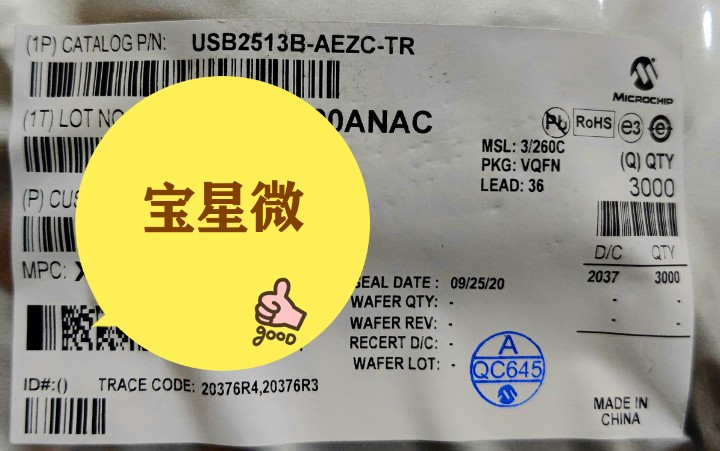 (1P) CATALOG P/N: USB2513B-AEZC-TR
MICROCHIP
(1T) LOT NO
0ANAC
Pb RoHS e3 e
MSL: 3/260C
PKG: VQFN
LEAD: 36
(Q) QTY
3000
(P) CUS
宝星微
D/C QTY
2037 3000
- -
- -
MPC:
SEAL DATE : 09/25/20
WAFER QTY: -
WAFER REV: -
RECERT D/C: -
WAFER LOT: -
GOOD
A
QC645
ID#:() TRACE CODE: 20376R4,20376R3
MADE IN
CHINA